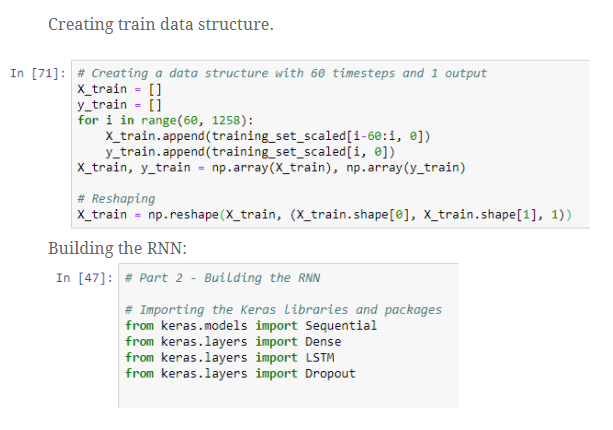 Creating train data structure.
In [71]: # Creating a data structure with 60 timesteps and 1 output
X_train = []
y_train = []
for i in range(60, 1258):
    X_train.append(training_set_scaled[i-60:i, 0])
    y_train.append(training_set_scaled[i, 0])
X_train, y_train = np.array(X_train), np.array(y_train)
# Reshaping
X_train = np.reshape(X_train, (X_train.shape[0], X_train.shape[1], 1))
Building the RNN:
In [47]: # Part 2 - Building the RNN
# Importing the Keras libraries and packages
from keras.models import Sequential
from keras.layers import Dense
from keras.layers import LSTM
from keras.layers import Dropout